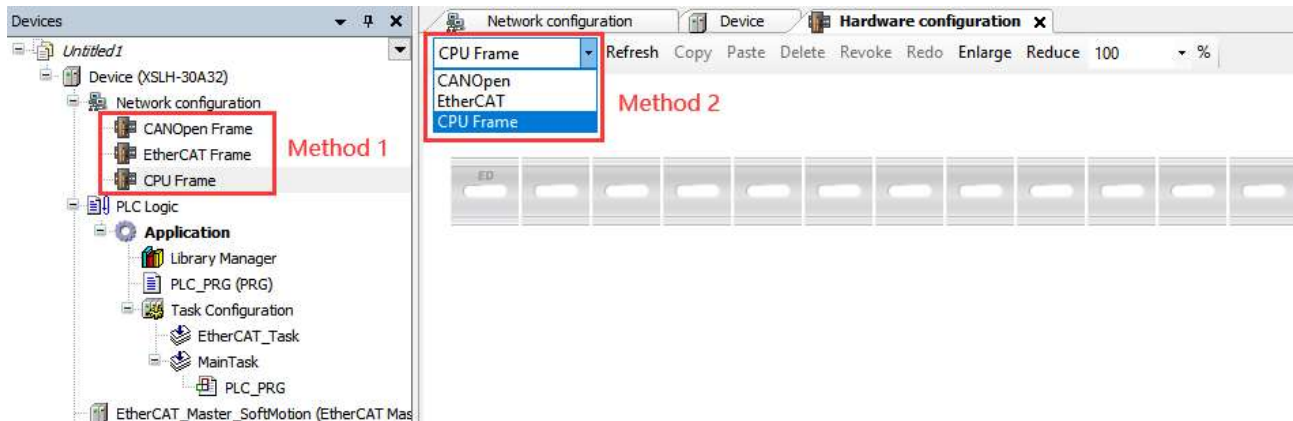 Devices
Untitled1
Device (XSLH-30A32)
Network configuration
CANOpen Frame
EtherCAT Frame
CPU Frame
Method 1
PLC Logic
Application
Library Manager
PLC_PRG (PRG)
Task Configuration
EtherCAT_Task
MainTask
PLC_PRG
EtherCAT_Master_SoftMotion (EtherCAT Mas
Network configuration Device Hardware configuration
CPU Frame Refresh Copy Paste Delete Revoke Redo Enlarge Reduce 100 %
CANOpen
EtherCAT
CPU Frame
Method 2
ED